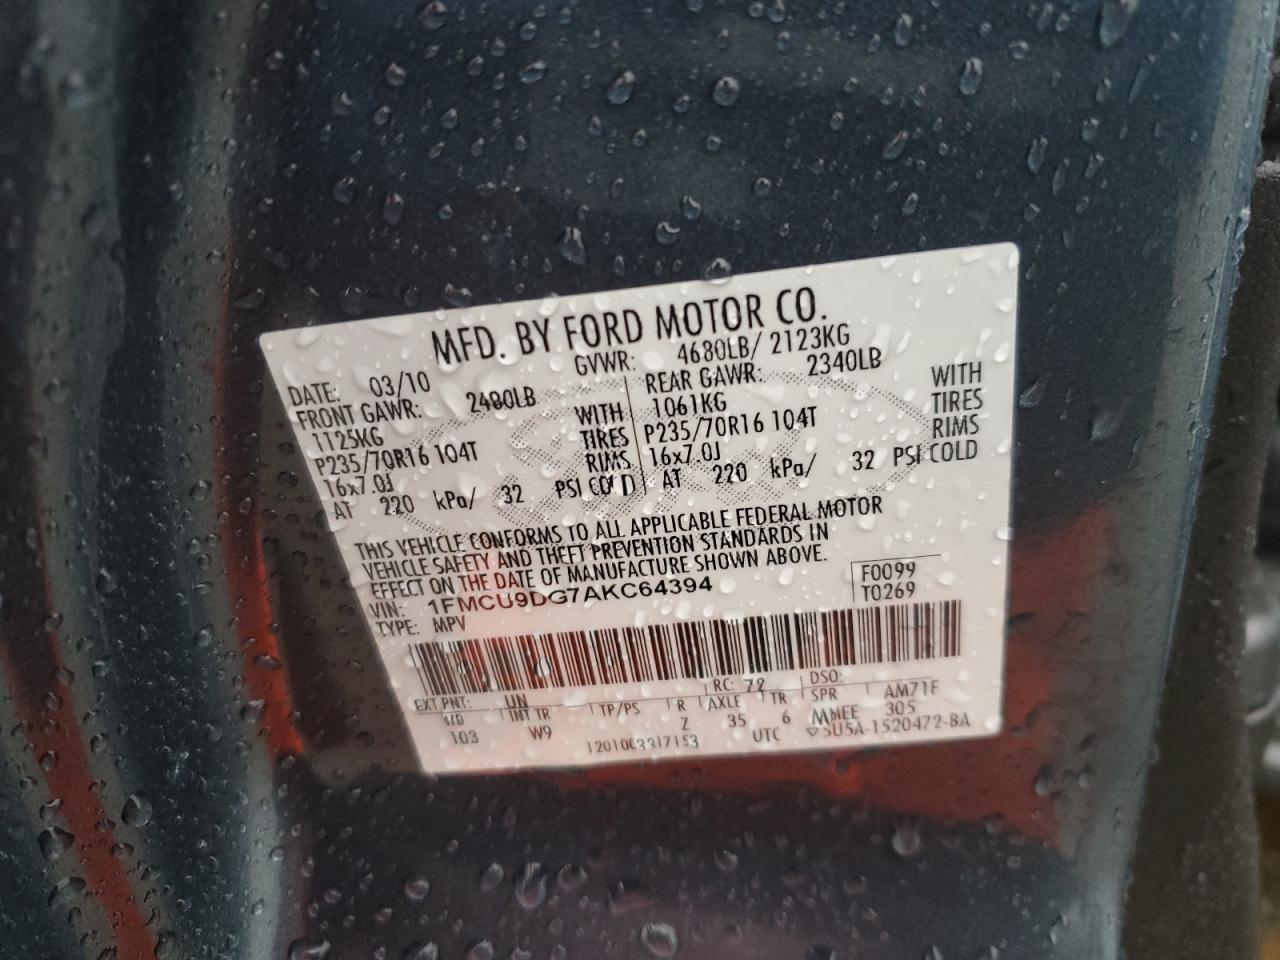 MFD. BY FORD MOTOR CO.
DATE: 03/10 GVWR: 4680LB/ 2123KG
FRONT GAWR: 2480LB REAR GAWR: 2340LB
1125KG WITH 1061KG WITH
P235/70R16 104T TIRES P235/70R16 104T TIRES
16x7.0J RIMS 16x7.0J RIMS
AT 220 kPa/ 32 PSI COLD AT 220 kPa/ 32 PSI COLD
THIS VEHICLE CONFORMS TO ALL APPLICABLE FEDERAL MOTOR
VEHICLE SAFETY AND THEFT PREVENTION STANDARDS IN
EFFECT ON THE DATE OF MANUFACTURE SHOWN ABOVE.
VIN: 1FMCU9DG7AKC64394 F0099
TYPE: MPV T0269
EXT PNT: UN RC: 72 DSO:
WB INT TR TP/PS R AXLE TR SPR AM71F
103 W9 Z 35 6 MMEE 305
UTC 5U5A-1520472-BA